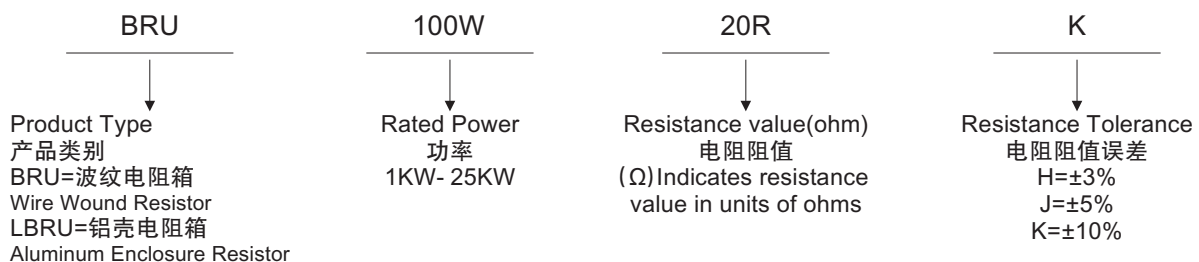 BRU
100W
20R
K
Product Type
产品类别
BRU=波纹电阻箱
Wire Wound Resistor
LBRU=铝壳电阻箱
Aluminum Enclosure Resistor
Rated Power
功率
1KW- 25KW
Resistance value(ohm)
电阻阻值
(Ω)Indicates resistance
value in units of ohms
Resistance Tolerance
电阻阻值误差
H=±3%
J=±5%
K=±10%